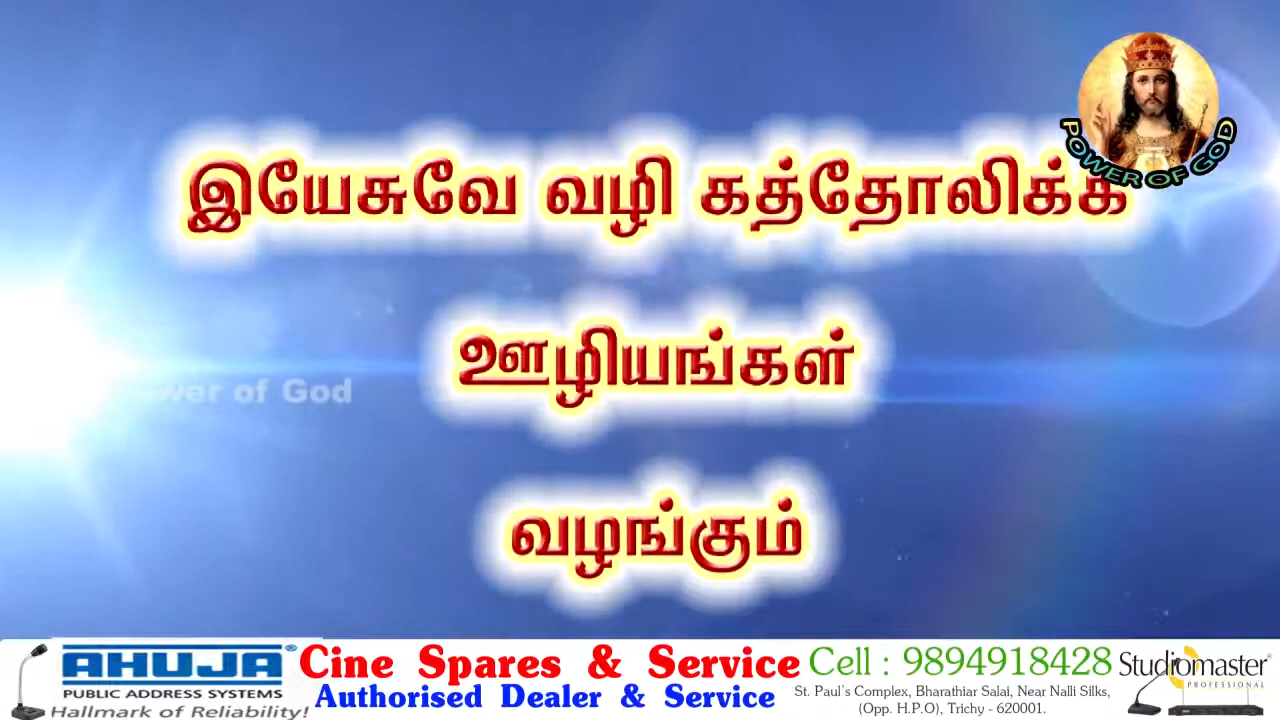 இயேசுவே வழி கத்தோலிக்க
POWER OF GOD
ஊழியங்கள்
wer of God
வழங்கும்
AHUJA®
PUBLIC ADDRESS SYSTEMS
Hallmark of Reliability!
Cine Spares & Service
Authorised Dealer & Service
Cell : 9894918428
St. Paul's Complex, Bharathiar Salai, Near Nalli Silks,
(Opp. H.P.O), Trichy - 620001.
Studiomaster®
PROFESSIONAL